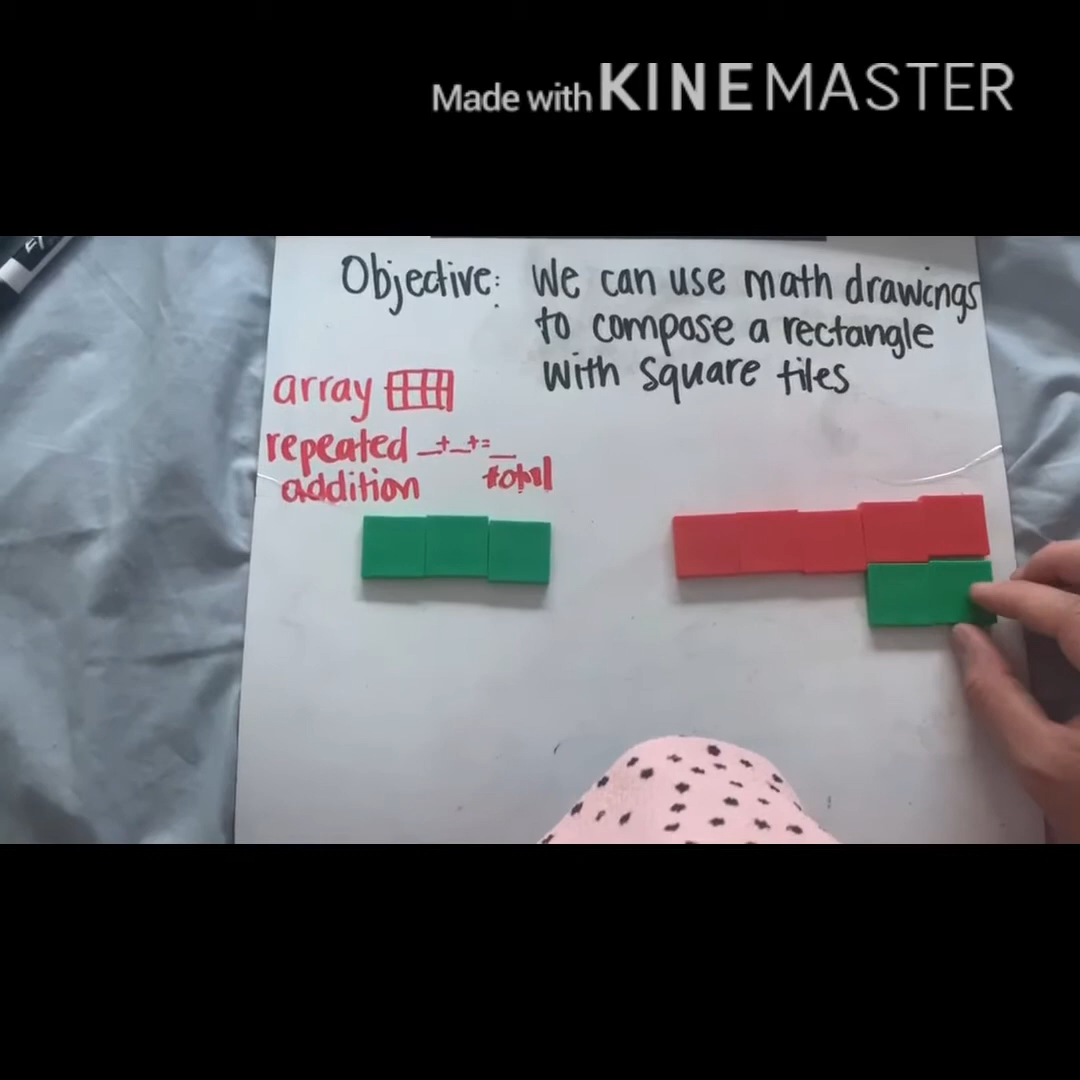 Made with KINEMASTER
Objective: We can use math drawings
to compose a rectangle
with square tiles
array
repeated _+_+=_
addition total